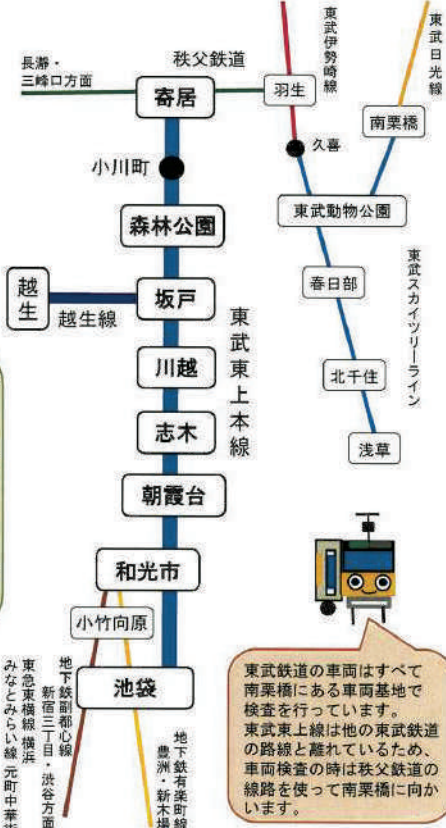 東武伊勢崎線
東武日光線
秩父鉄道
長瀞・
三峰口方面
寄居
羽生
南栗橋
久喜
小川町
東武動物公園
森林公園
東武スカイツリーライン
春日部
越生
坂戸
越生線
東武東上本線
川越
北千住
志木
浅草
朝霞台
和光市
小竹向原
池袋
地下鉄副都心線
新宿三丁目・渋谷方面
東急東横線 横浜
みなとみらい線 元町中華街
地下鉄有楽町線
豊洲・新木場
東武鉄道の車両はすべて
南栗橋にある車両基地で
検査を行っています。
東武東上線は他の東武鉄道
の路線と離れているため、
車両検査の時は秩父鉄道の
線路を使って南栗橋に向か
います。